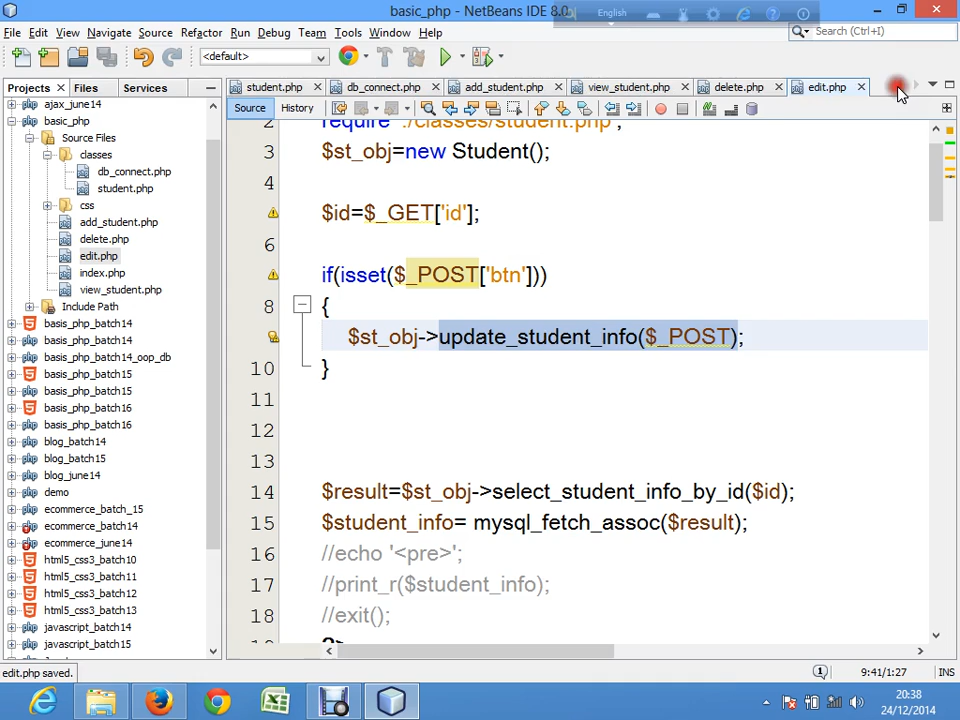 basic_php - NetBeans IDE 8.0
English
File Edit View Navigate Source Refactor Run Debug Team Tools Window Help
Search (Ctrl+I)
<default>
Projects Files Services
student.php db_connect.php add_student.php view_student.php delete.php edit.php
Source History
ajax_june14
basic_php
Source Files
classes
db_connect.php
student.php
css
add_student.php
delete.php
edit.php
index.php
view_student.php
Include Path
basis_php_batch14
basis_php_batch14
basis_php_batch14_oop_db
basis_php_batch15
basis_php_batch15
basis_php_batch16
basis_php_batch16
blog_batch14
blog_batch15
blog_june14
demo
ecommerce_batch_15
ecommerce_batch14
ecommerce_june14
html5_css3_batch10
html5_css3_batch11
html5_css3_batch12
html5_css3_batch13
javascript_batch14
javascript_batch15
2 require './classes/student.php';
3 $st_obj=new Student();
4
$id=$_GET['id'];
6
if(isset($_POST['btn']))
8 {
$st_obj->update_student_info($_POST);
10 }
11
12
13
14 $result=$st_obj->select_student_info_by_id($id);
15 $student_info= mysql_fetch_assoc($result);
16 //echo '<pre>';
17 //print_r($student_info);
18 //exit();
?>
edit.php saved.
1 9:41/1:27 INS
20:38
24/12/2014